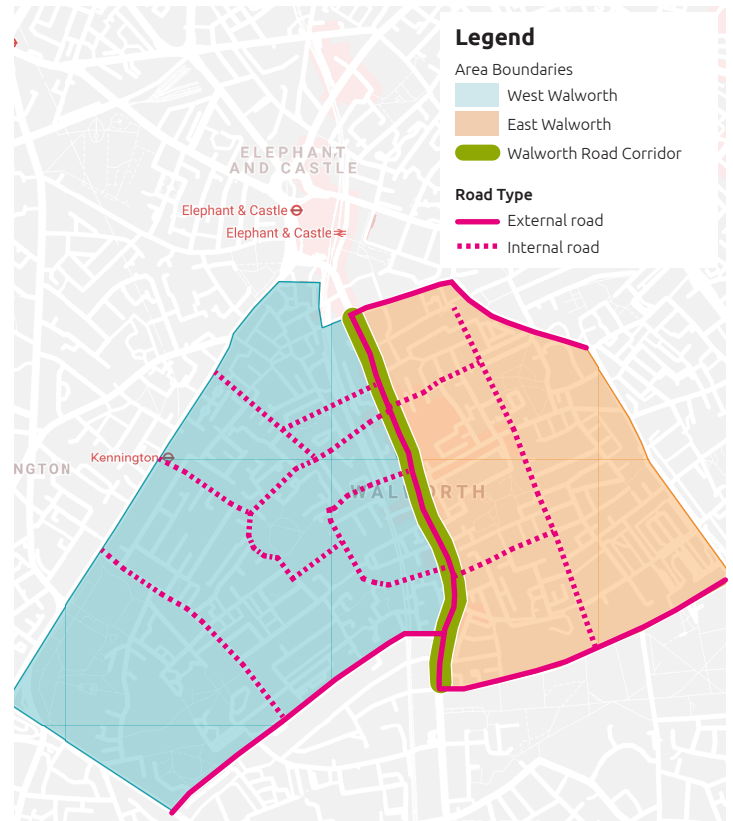 Legend
Area Boundaries
West Walworth
East Walworth
Walworth Road Corridor
Road Type
External road
Internal road
ELEPHANT
AND CASTLE
Elephant & Castle
Elephant & Castle
Kennington
NGTON
WALWORTH